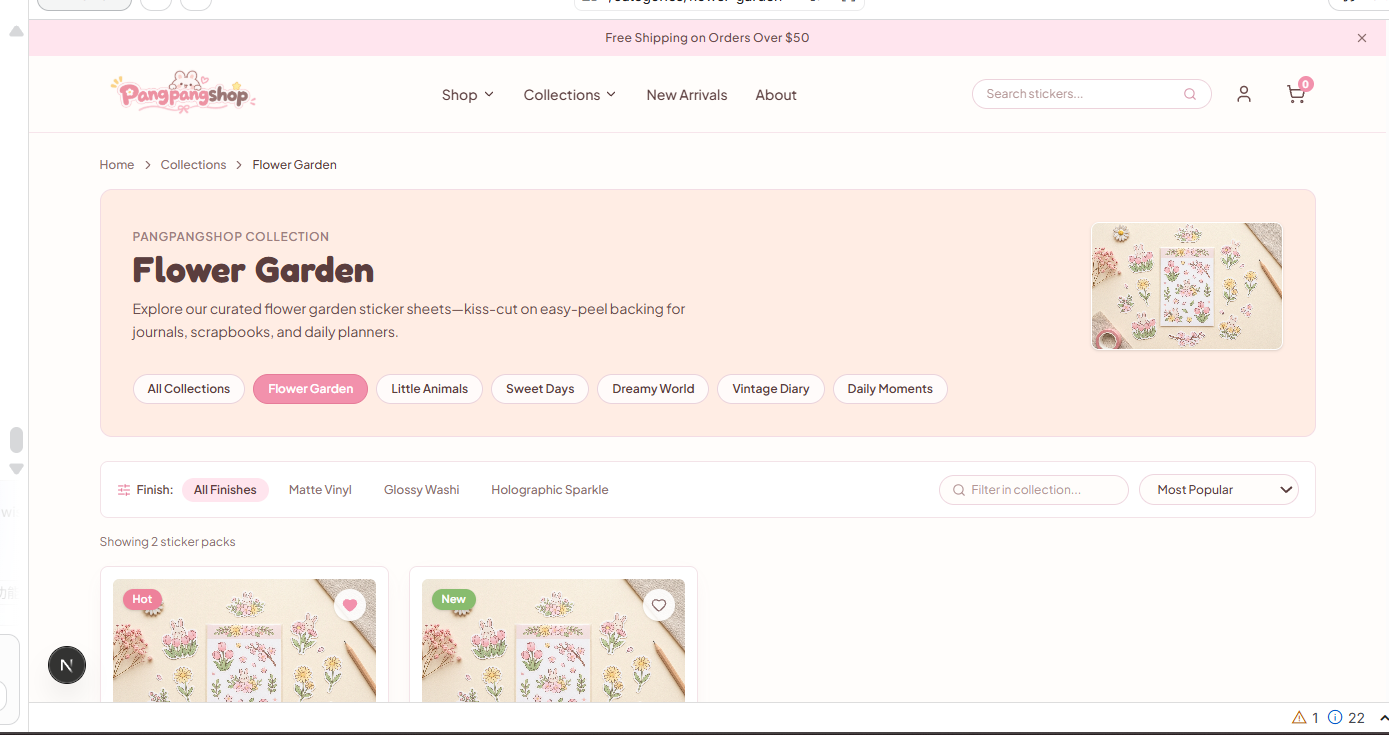 Free Shipping on Orders Over $50
Pangpangshop
Shop
Collections
New Arrivals
About
Search stickers...
0
Home
Collections
Flower Garden
PANGPANGSHOP COLLECTION
Flower Garden
Explore our curated flower garden sticker sheets—kiss-cut on easy-peel backing for
journals, scrapbooks, and daily planners.
All Collections
Flower Garden
Little Animals
Sweet Days
Dreamy World
Vintage Diary
Daily Moments
Finish:
All Finishes
Matte Vinyl
Glossy Washi
Holographic Sparkle
Filter in collection...
Most Popular
Showing 2 sticker packs
Hot
New
N
1
22